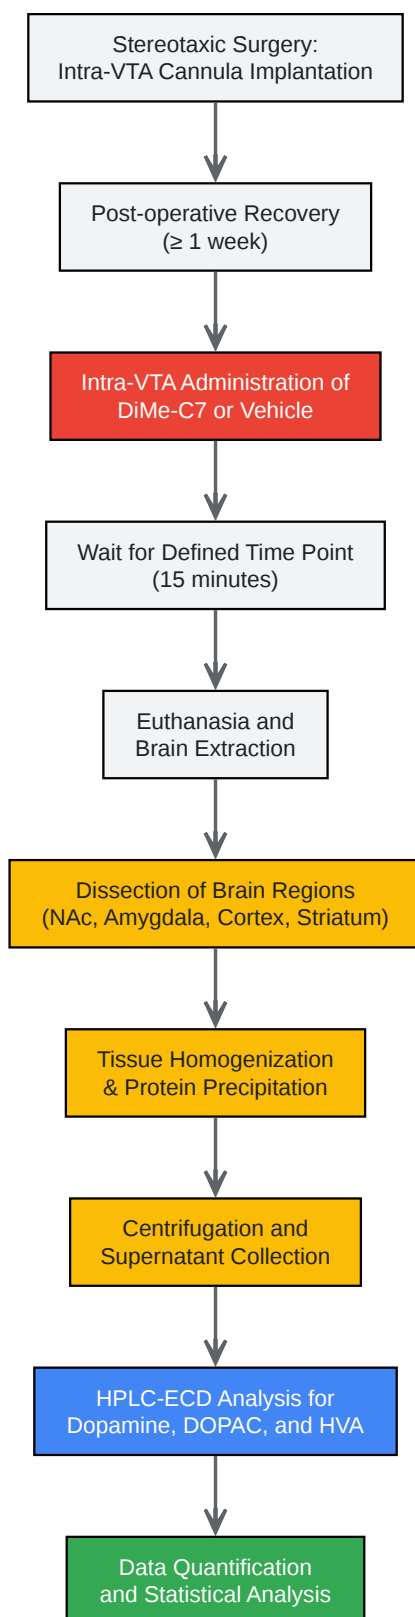 Stereotaxic Surgery:
Intra-VTA Cannula Implantation
Post-operative Recovery
(≥ 1 week)
Intra-VTA Administration of
DiMe-C7 or Vehicle
Wait for Defined Time Point
(15 minutes)
Euthanasia and
Brain Extraction
Dissection of Brain Regions
(NAc, Amygdala, Cortex, Striatum)
Tissue Homogenization
& Protein Precipitation
Centrifugation and
Supernatant Collection
HPLC-ECD Analysis for
Dopamine, DOPAC, and HVA
Data Quantification
and Statistical Analysis